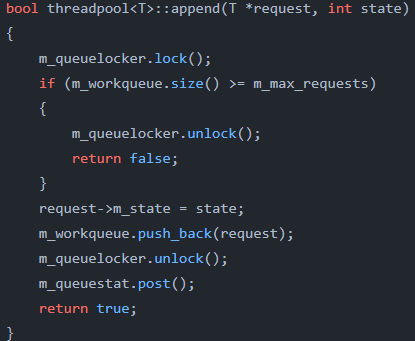 bool threadpool<T>::append(T *request, int state)
{
    m_queuelocker.lock();
    if (m_workqueue.size() >= m_max_requests)
    {
        m_queuelocker.unlock();
        return false;
    }
    request->m_state = state;
    m_workqueue.push_back(request);
    m_queuelocker.unlock();
    m_queuestat.post();
    return true;
}